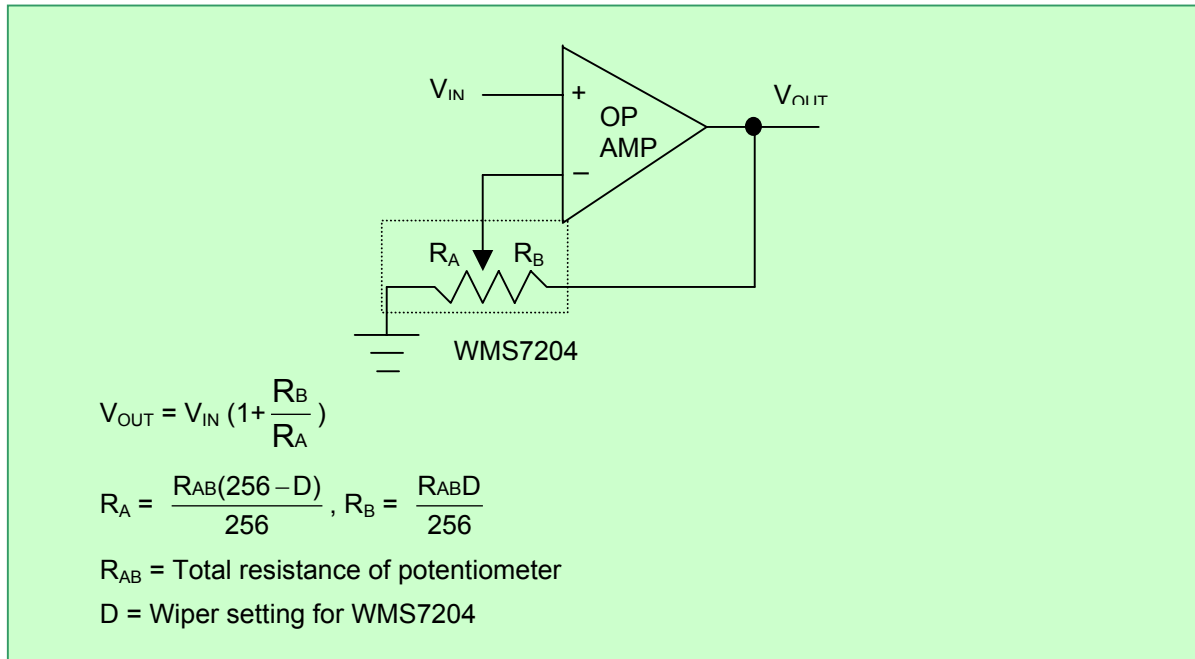 V_IN
V_OUT
+
OP
AMP
−
R_A R_B
WMS7204
V_OUT = V_IN (1+ R_B / R_A )
R_A = R_AB(256 − D) / 256 , R_B = R_ABD / 256
R_AB = Total resistance of potentiometer
D = Wiper setting for WMS7204